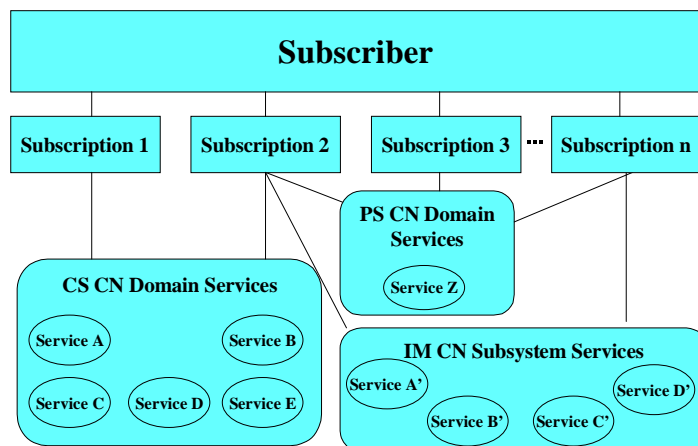 Subscriber
Subscription 1
Subscription 2
Subscription 3
...
Subscription n
PS CN Domain
Services
Service Z
CS CN Domain Services
Service A
Service B
Service C
Service D
Service E
IM CN Subsystem Services
Service A’
Service B’
Service C’
Service D’